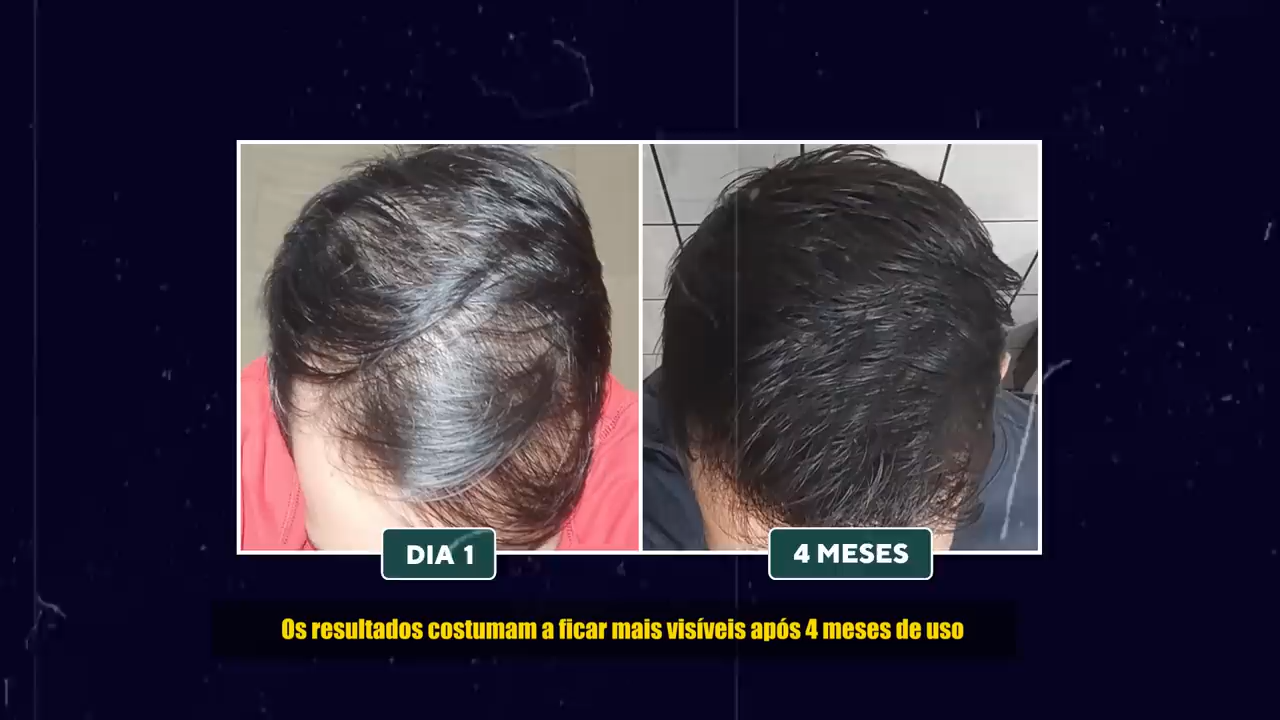 DIA 1
4 MESES
Os resultados costumam a ficar mais visíveis após 4 meses de uso